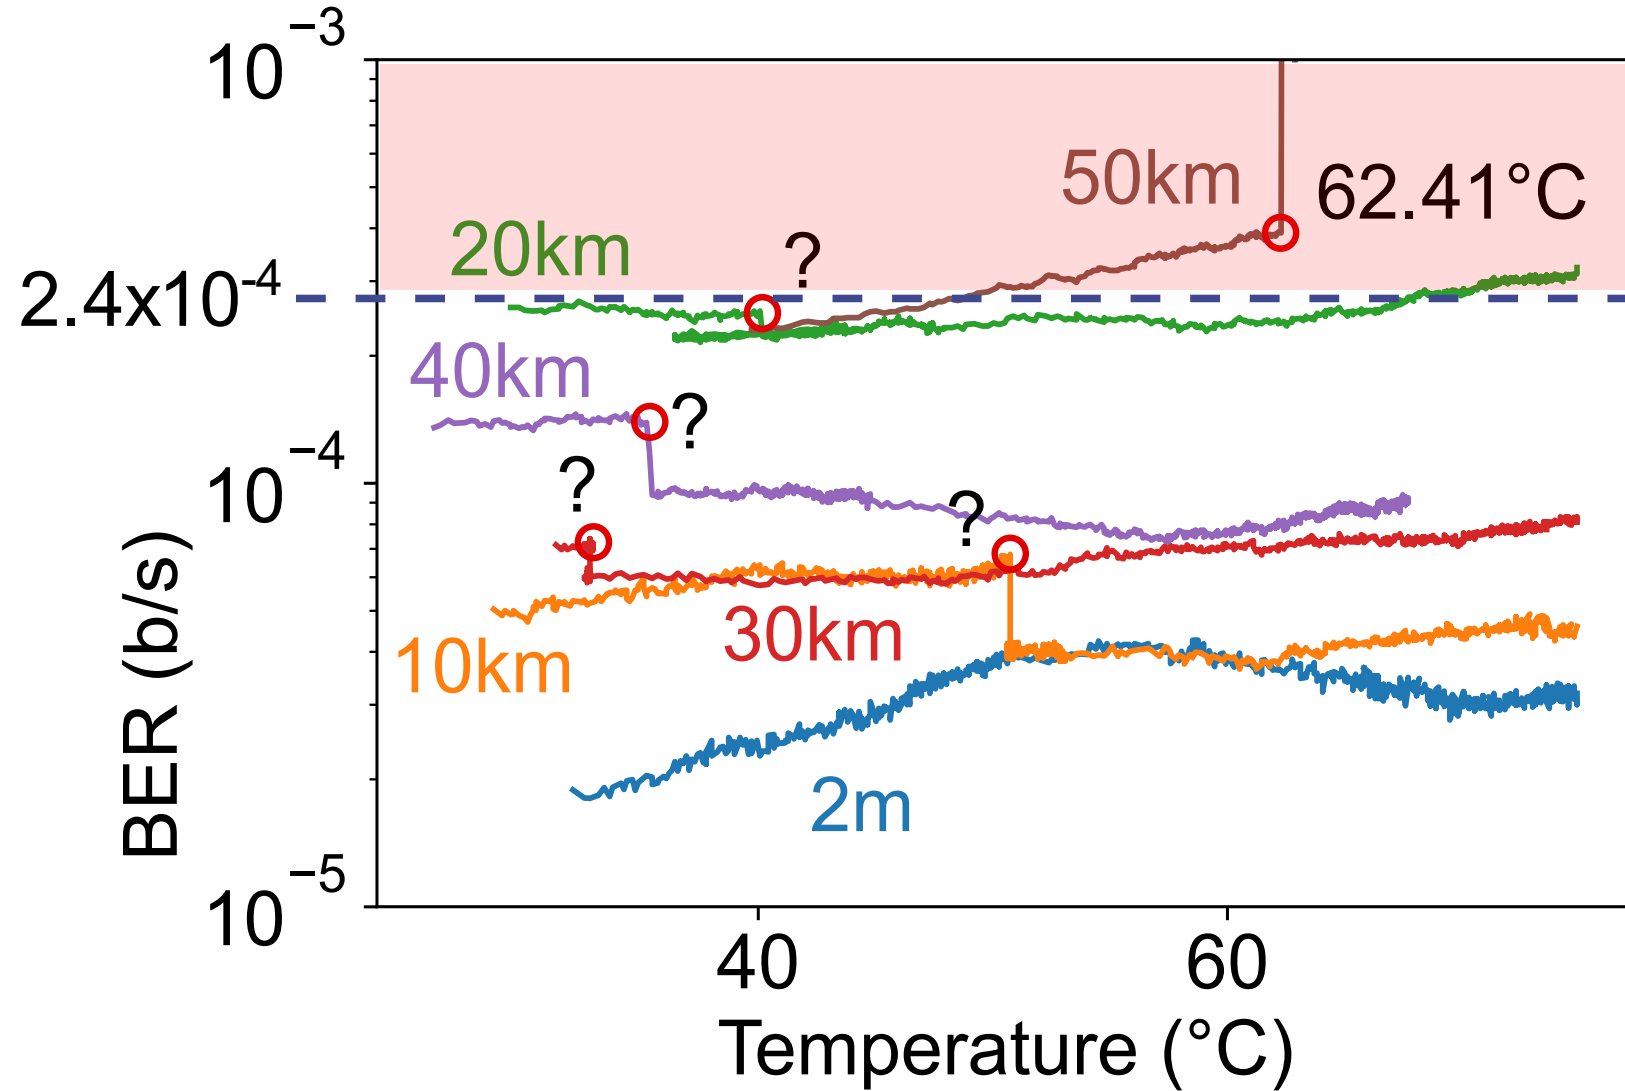 10⁻³
50km
62.41°C
20km
?
2.4x10⁻⁴
40km
?
10⁻⁴
?
?
30km
10km
2m
10⁻⁵
BER (b/s)
40
60
Temperature (°C)